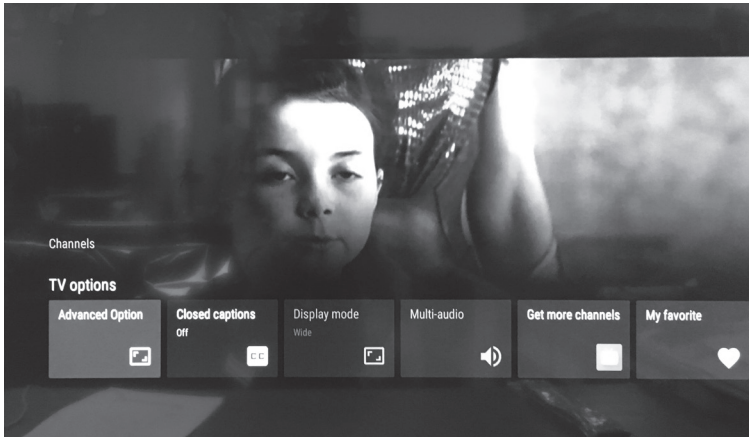 Channels
TV options
Advanced Option
Closed captions
Off
CC
Display mode
Wide
Multi-audio
Get more channels
My favorite